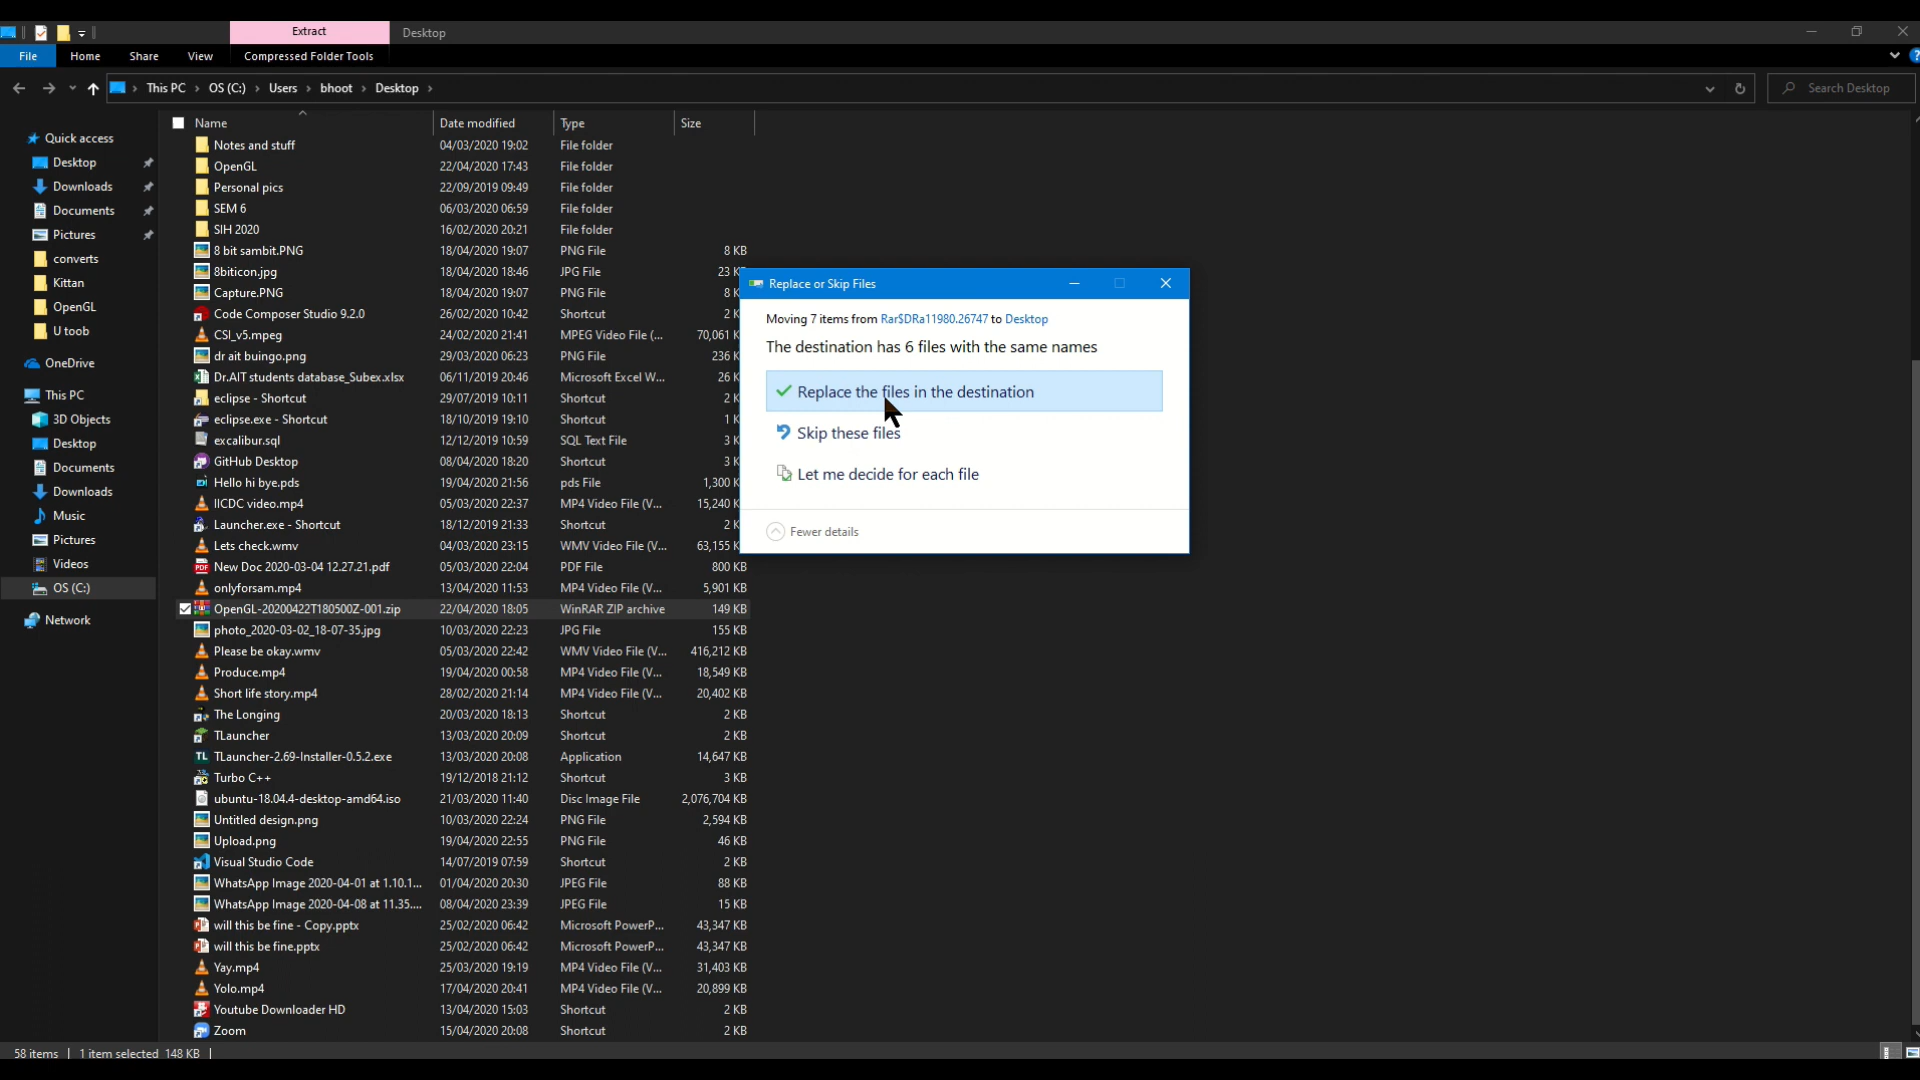 Extract
Desktop
File
Home
Share
View
Compressed Folder Tools
This PC
OS (C:)
Users
bhoot
Desktop
Search Desktop
Quick access
Desktop
Downloads
Documents
Pictures
converts
Kittan
OpenGL
U toob
OneDrive
This PC
3D Objects
Desktop
Documents
Downloads
Music
Pictures
Videos
OS (C:)
Network
Name Date modified Type Size
Notes and stuff 04/03/2020 19:02 File folder
OpenGL 22/04/2020 17:43 File folder
Personal pics 22/09/2019 09:49 File folder
SEM 6 06/03/2020 06:59 File folder
SIH 2020 16/02/2020 20:21 File folder
8 bit sambit.PNG 18/04/2020 19:07 PNG File 8 KB
8biticon.jpg 18/04/2020 18:46 JPG File 23 K
Capture.PNG 18/04/2020 19:07 PNG File 8 K
Code Composer Studio 9.2.0 26/02/2020 10:42 Shortcut 2 K
CSI_v5.mpeg 24/02/2020 21:41 MPEG Video File (... 70,061 K
dr ait buingo.png 29/03/2020 06:23 PNG File 236 K
Dr.AIT students database_Subex.xlsx 06/11/2019 20:46 Microsoft Excel W... 26 K
eclipse - Shortcut 29/07/2019 10:11 Shortcut 2 K
eclipse.exe - Shortcut 18/10/2019 19:10 Shortcut 1 K
excalibur.sql 12/12/2019 10:59 SQL Text File 3 K
GitHub Desktop 08/04/2020 18:20 Shortcut 3 K
Hello hi bye.pds 19/04/2020 21:56 pds File 1,300 K
IICDC video.mp4 05/03/2020 22:37 MP4 Video File (V... 15,240 K
Launcher.exe - Shortcut 18/12/2019 21:33 Shortcut 2 K
Lets check.wmv 04/03/2020 23:15 WMV Video File (V... 63,155 K
New Doc 2020-03-04 12.27.21.pdf 05/03/2020 22:04 PDF File 800 KB
onlyforsam.mp4 13/04/2020 11:53 MP4 Video File (V... 5,901 KB
OpenGL-20200422T180500Z-001.zip 22/04/2020 18:05 WinRAR ZIP archive 149 KB
photo_2020-03-02_18-07-35.jpg 10/03/2020 22:23 JPG File 155 KB
Please be okay.wmv 05/03/2020 22:42 WMV Video File (V... 416,212 KB
Produce.mp4 19/04/2020 00:58 MP4 Video File (V... 18,549 KB
Short life story.mp4 28/02/2020 21:14 MP4 Video File (V... 20,402 KB
The Longing 20/03/2020 18:13 Shortcut 2 KB
TLauncher 13/03/2020 20:09 Shortcut 2 KB
TLauncher-2.69-Installer-0.5.2.exe 13/03/2020 20:08 Application 14,647 KB
Turbo C++ 19/12/2018 21:12 Shortcut 3 KB
ubuntu-18.04.4-desktop-amd64.iso 21/03/2020 11:40 Disc Image File 2,076,704 KB
Untitled design.png 10/03/2020 22:24 PNG File 2,594 KB
Upload.png 19/04/2020 22:55 PNG File 46 KB
Visual Studio Code 14/07/2019 07:59 Shortcut 2 KB
WhatsApp Image 2020-04-01 at 1.10.1... 01/04/2020 20:30 JPEG File 88 KB
WhatsApp Image 2020-04-08 at 11.35.... 08/04/2020 23:39 JPEG File 15 KB
will this be fine - Copy.pptx 25/02/2020 06:42 Microsoft PowerP... 43,347 KB
will this be fine.pptx 25/02/2020 06:42 Microsoft PowerP... 43,347 KB
Yay.mp4 25/03/2020 19:19 MP4 Video File (V... 31,403 KB
Yolo.mp4 17/04/2020 20:41 MP4 Video File (V... 20,899 KB
Youtube Downloader HD 13/04/2020 15:03 Shortcut 2 KB
Zoom 15/04/2020 20:08 Shortcut 2 KB
Replace or Skip Files
Moving 7 items from Rar$DRa11980.26747 to Desktop
The destination has 6 files with the same names
Replace the files in the destination
Skip these files
Let me decide for each file
Fewer details
58 items 1 item selected 148 KB